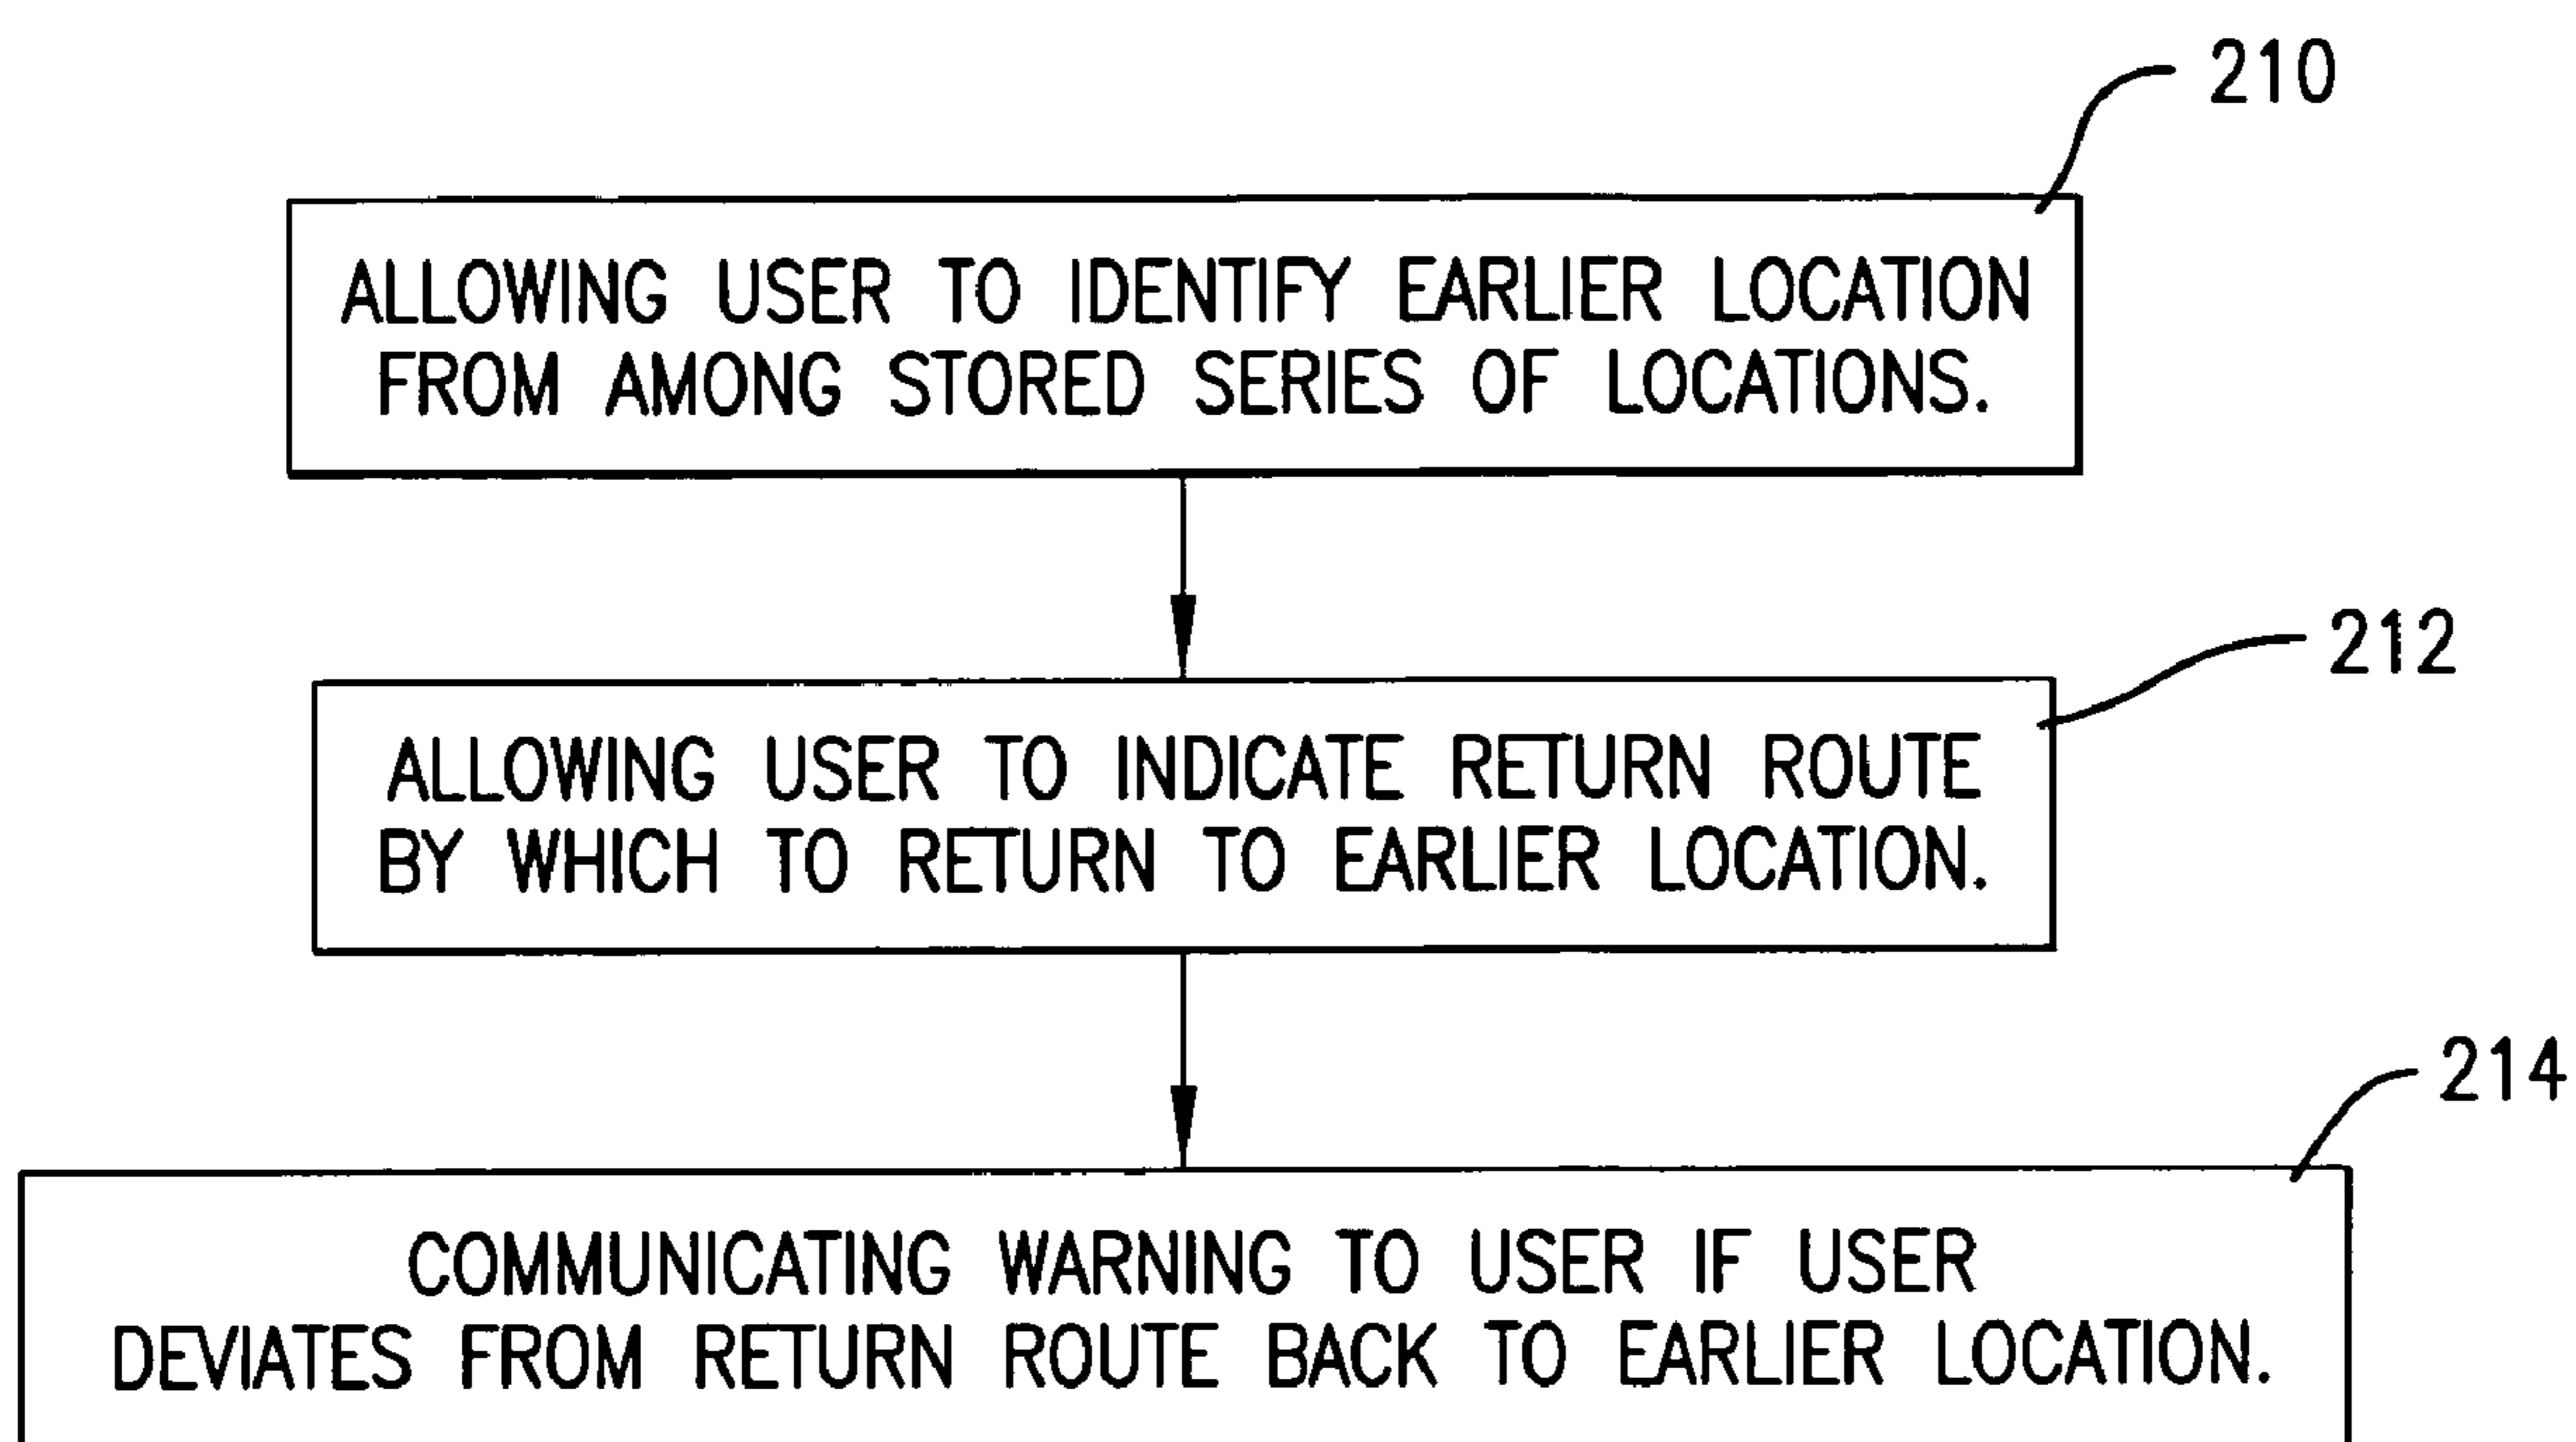 210
ALLOWING USER TO IDENTIFY EARLIER LOCATION
FROM AMONG STORED SERIES OF LOCATIONS.
212
ALLOWING USER TO INDICATE RETURN ROUTE
BY WHICH TO RETURN TO EARLIER LOCATION.
214
COMMUNICATING WARNING TO USER IF USER
DEVIATES FROM RETURN ROUTE BACK TO EARLIER LOCATION.